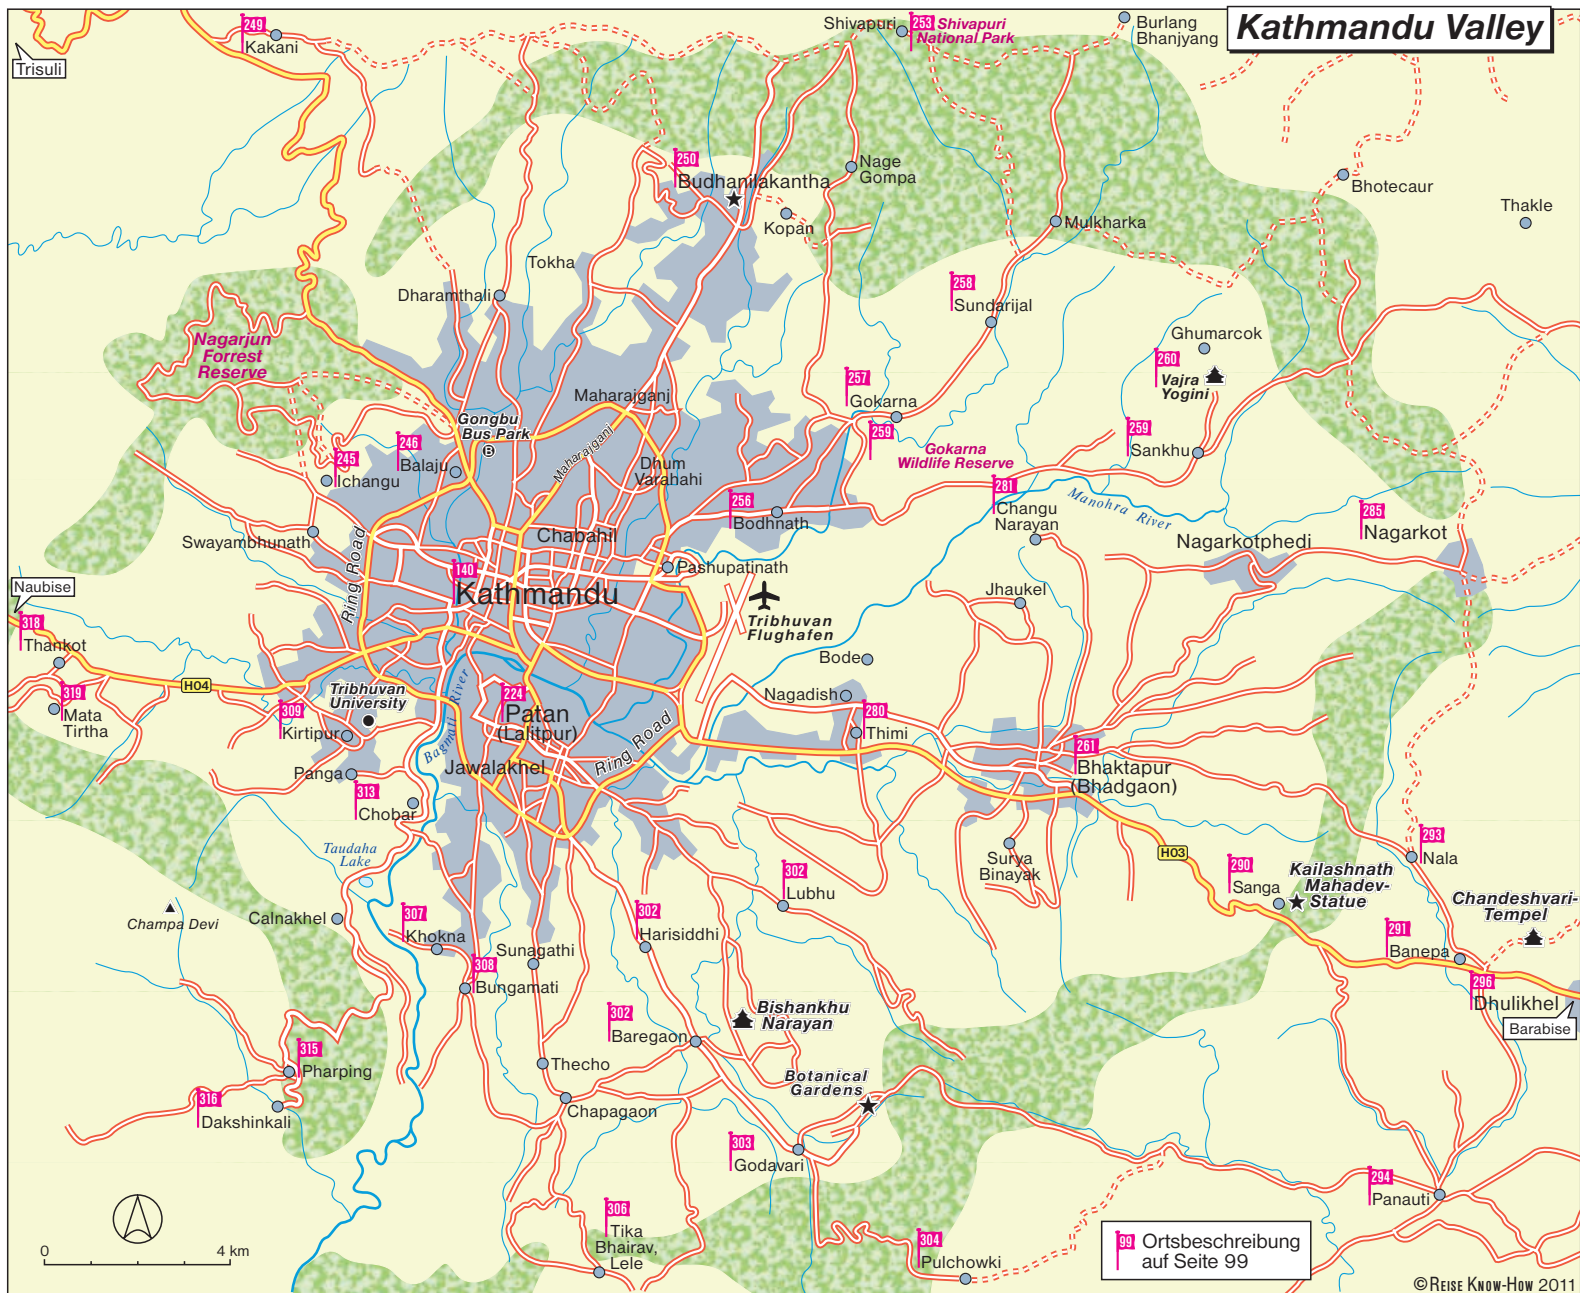 Kathmandu Valley
249
Kakani
Trisuli
Shivapuri
253
Shivapuri
National Park
Burlang
Bhanjyang
250
Budhanilakantha
Nage
Gompa
Kopan
Mulkharka
Bhotecaur
Thakle
Tokha
Dharamthali
258
Sundarijal
Nagarjun
Forrest
Reserve
Ghumarcok
260
Vajra
Yogini
257
Gokarna
259
Gokarna
Wildlife Reserve
259
Sankhu
Maharajganj
Maharajganj
Gongbu
Bus Park
B
246
Balaju
245
Ichangu
Dhum
Varahahi
256
Bodhnath
281
Changu
Narayan
Manohra River
285
Nagarkot
Nagarkotphedi
Swayambhunath
Ring Road
Chabahil
140
Kathmandu
Pashupatinath
Tribhuvan
Flughafen
Jhaukel
Naubise
318
Thankot
319
Mata
Tirtha
H04
Tribhuvan
University
309
Kirtipur
Bagmati River
224
Patan
(Lalitpur)
Ring Road
Bode
Nagadish
280
Thimi
261
Bhaktapur
(Bhadgaon)
Panga
313
Chobar
Jawalakhel
Taudaha
Lake
H03
Surya
Binayak
293
Nala
290
Sanga
Kailashnath
Mahadev-
Statue
Chandeshvari-
Tempel
302
Lubhu
Champa Devi
Calnakhel
307
Khokna
302
Harisiddhi
Sunagathi
308
Bungamati
291
Banepa
296
Dhulikhel
Barabise
302
Baregaon
Bishankhu
Narayan
315
Pharping
Thecho
Botanical
Gardens
316
Dakshinkali
Chapagaon
303
Godavari
294
Panauti
306
Tika
Bhairav,
Lele
304
Pulchowki
0 4 km
99 Ortsbeschreibung
auf Seite 99
© REISE KNOW-HOW 2011